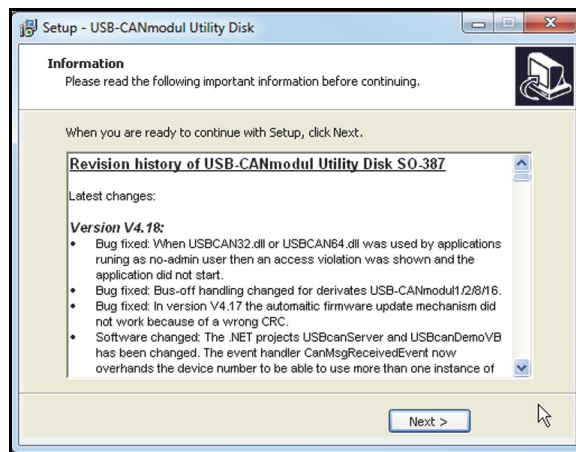 Setup - USB-CANmodul Utility Disk
Information
Please read the following important information before continuing.
When you are ready to continue with Setup, click Next.
Revision history of USB-CANmodul Utility Disk SO-387
Latest changes:
Version V4.18:
• Bug fixed: When USBCAN32.dll or USBCAN64.dll was used by applications
runing as no-admin user then an access violation was shown and the
application did not start.
• Bug fixed: Bus-off handling changed for derivates USB-CANmodul1/2/8/16.
• Bug fixed: In version V4.17 the automaitic firmware update mechanism did
not work because of a wrong CRC.
• Software changed: The .NET projects USBcanServer and USBcanDemoVB
has been changed. The event handler CanMsgReceivedEvent now
overhands the device number to be able to use more than one instance of
Next >